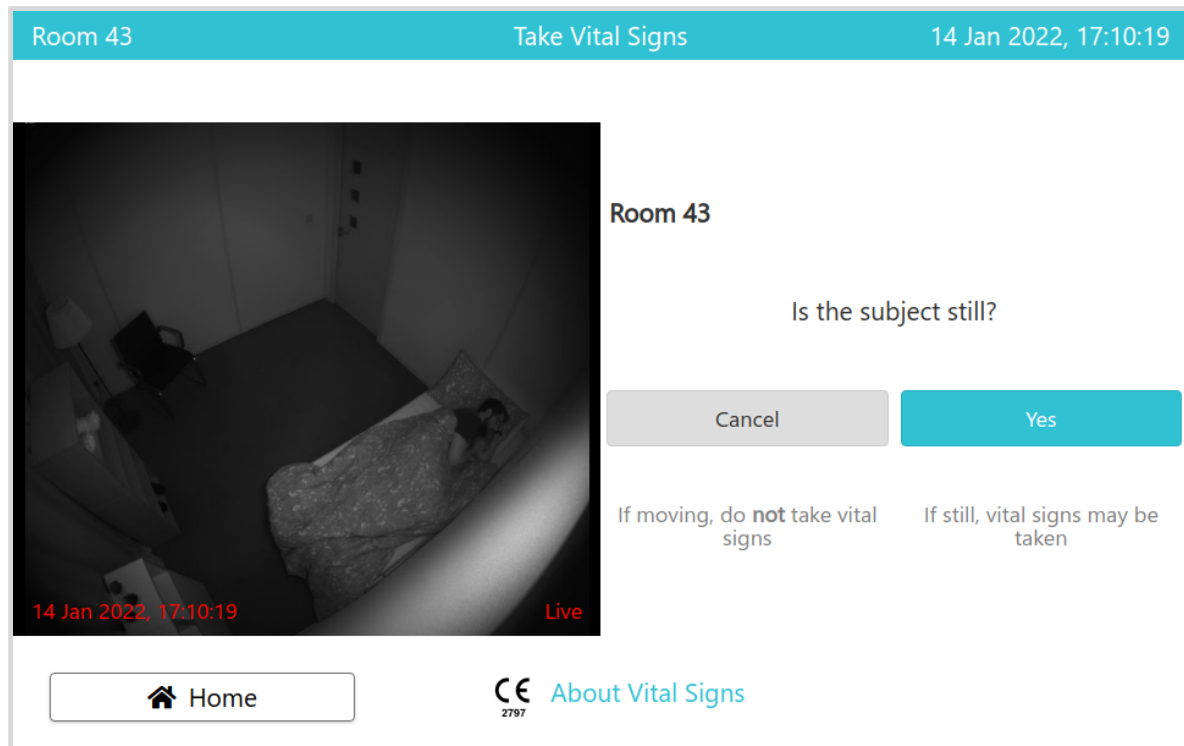 Room 43
Take Vital Signs
14 Jan 2022, 17:10:19
Room 43
Is the subject still?
Cancel
Yes
If moving, do not take vital
signs
If still, vital signs may be
taken
14 Jan 2022, 17:10:19
Live
Home
CE
2797
About Vital Signs